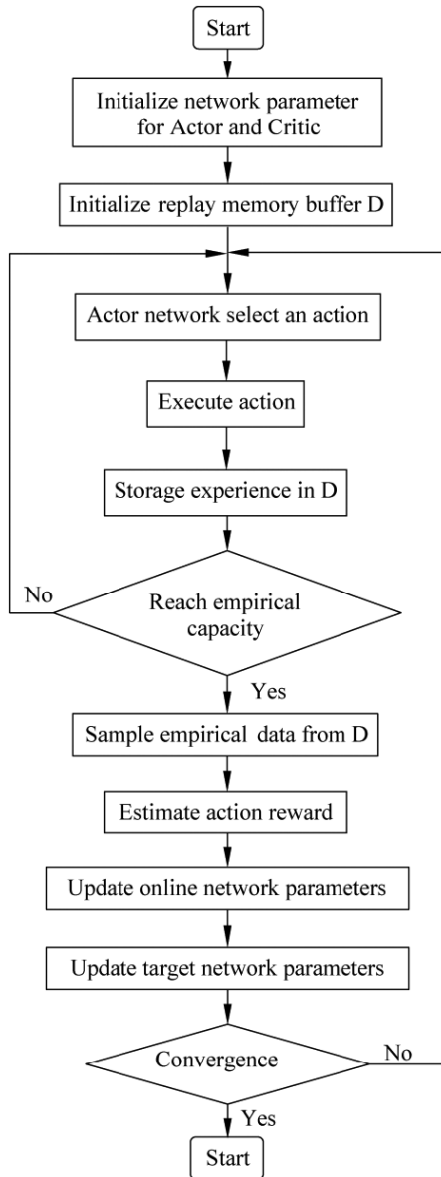 Start
Initialize network parameter
for Actor and Critic
Initialize replay memory buffer D
Actor network select an action
Execute action
Storage experience in D
No
Reach empirical
capacity
Yes
Sample empirical data from D
Estimate action reward
Update online network parameters
Update target network parameters
Convergence
No
Yes
Start